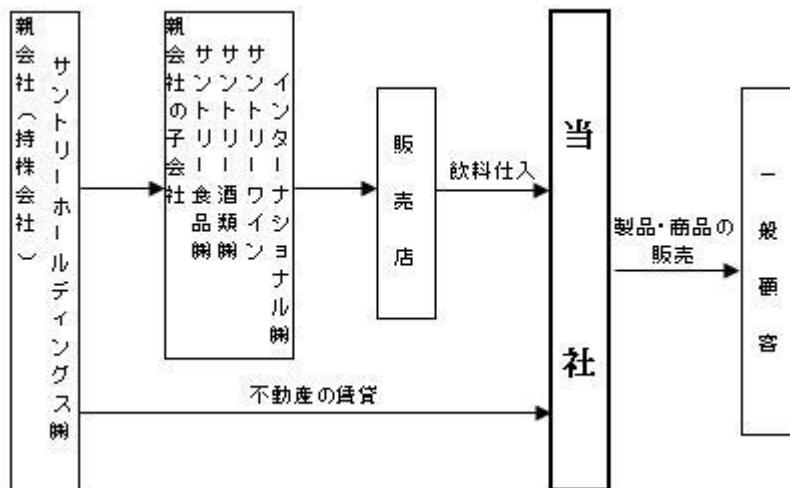 親会社(持株会社)
サントリーホールディングス㈱
親会社の子会社
サントリー食品㈱
サントリー酒類㈱
サントリーワイン
インターナショナル㈱
販売店
飲料仕入
当社
製品・商品の
販売
一般顧客
不動産の賃貸